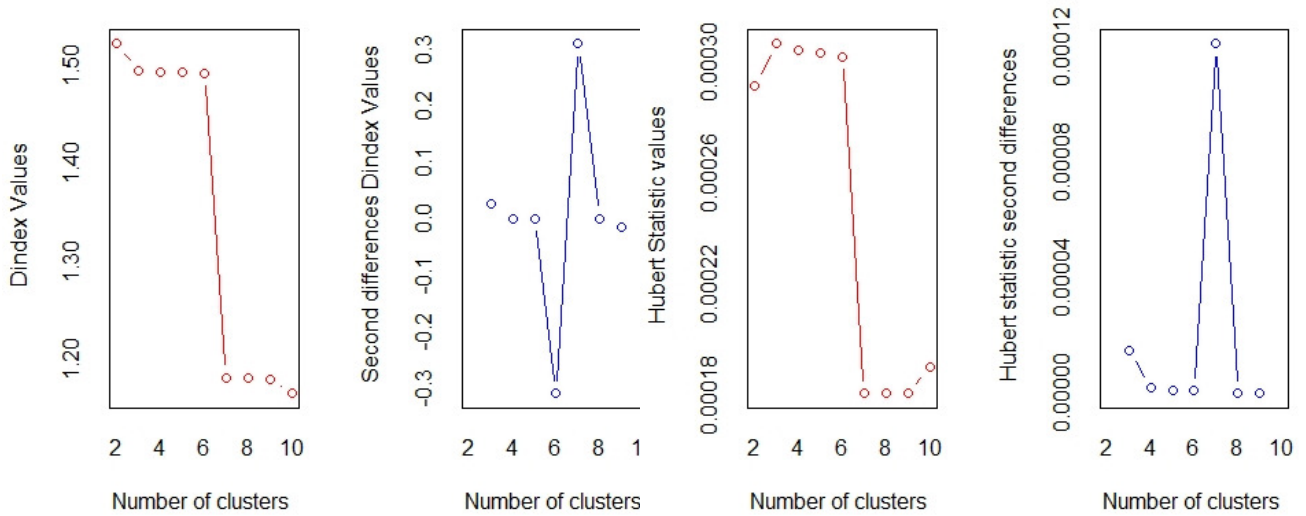 Dindex Values
1.20 1.30 1.40 1.50
2 4 6 8 10
Number of clusters
Second differences Dindex Values
-0.3 -0.2 -0.1 0.0 0.1 0.2 0.3
2 4 6 8 1
Number of clusters
Hubert Statistic values
0.00018 0.00022 0.00026 0.00030
2 4 6 8 10
Number of clusters
Hubert statistic second differences
0.00000 0.00004 0.00008 0.00012
2 4 6 8 10
Number of clusters